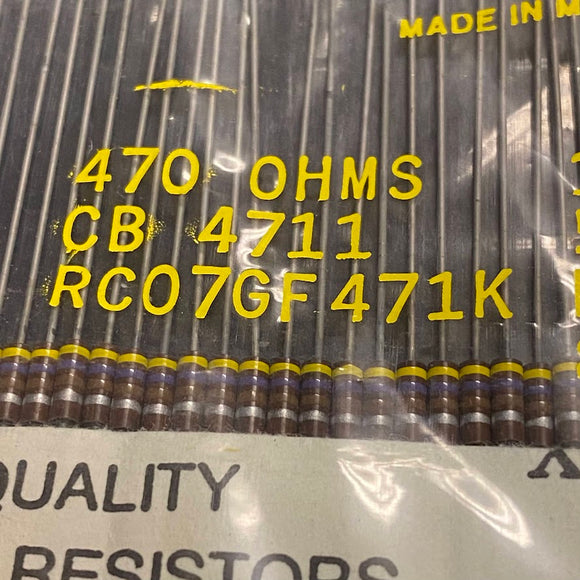 MADE IN
470 OHMS
CB 4711
RC07GF471K
QUALITY
RESISTORS